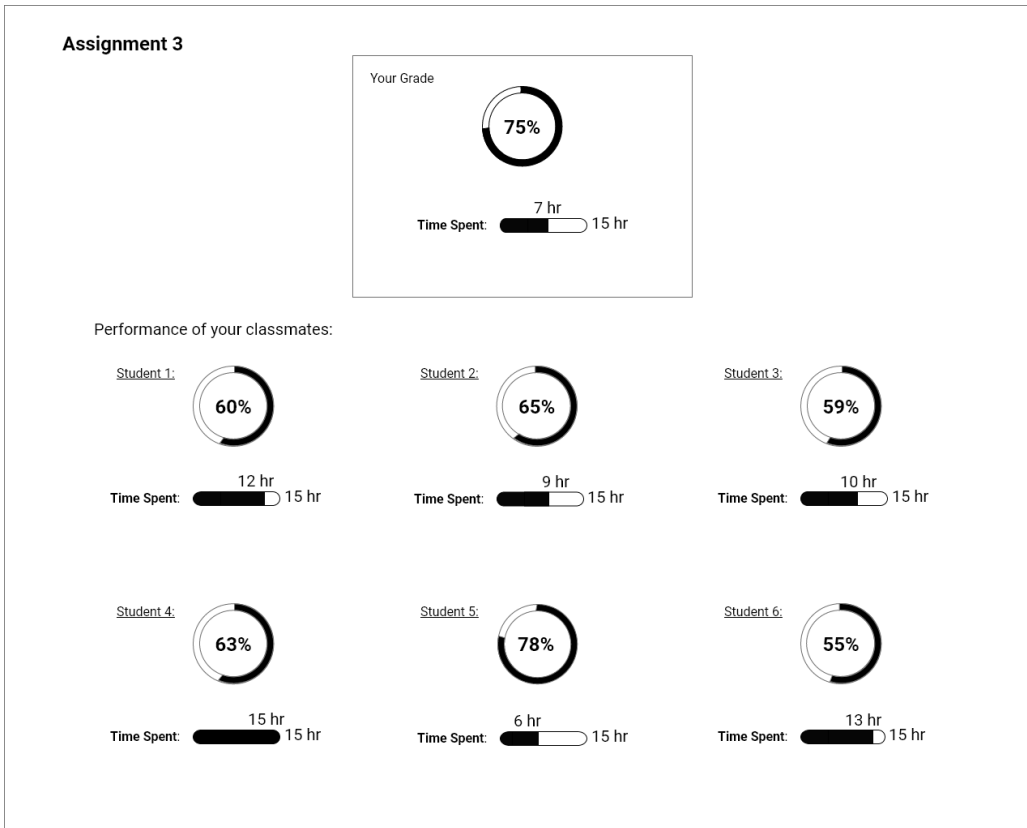 Assignment 3
Your Grade
75%
7 hr
Time Spent: 15 hr
Performance of your classmates:
Student 1:
60%
12 hr
Time Spent: 15 hr
Student 2:
65%
9 hr
Time Spent: 15 hr
Student 3:
59%
10 hr
Time Spent: 15 hr
Student 4:
63%
15 hr
Time Spent: 15 hr
Student 5:
78%
6 hr
Time Spent: 15 hr
Student 6:
55%
13 hr
Time Spent: 15 hr